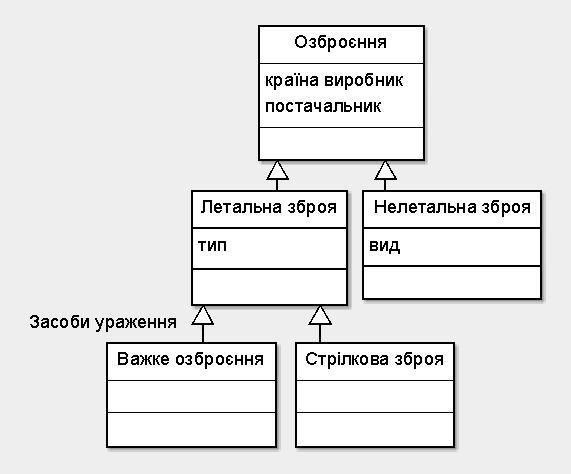 Озброєння
країна виробник
постачальник
Летальна зброя
тип
Нелетальна зброя
вид
Засоби ураження
Важке озброєння
Стрілкова зброя